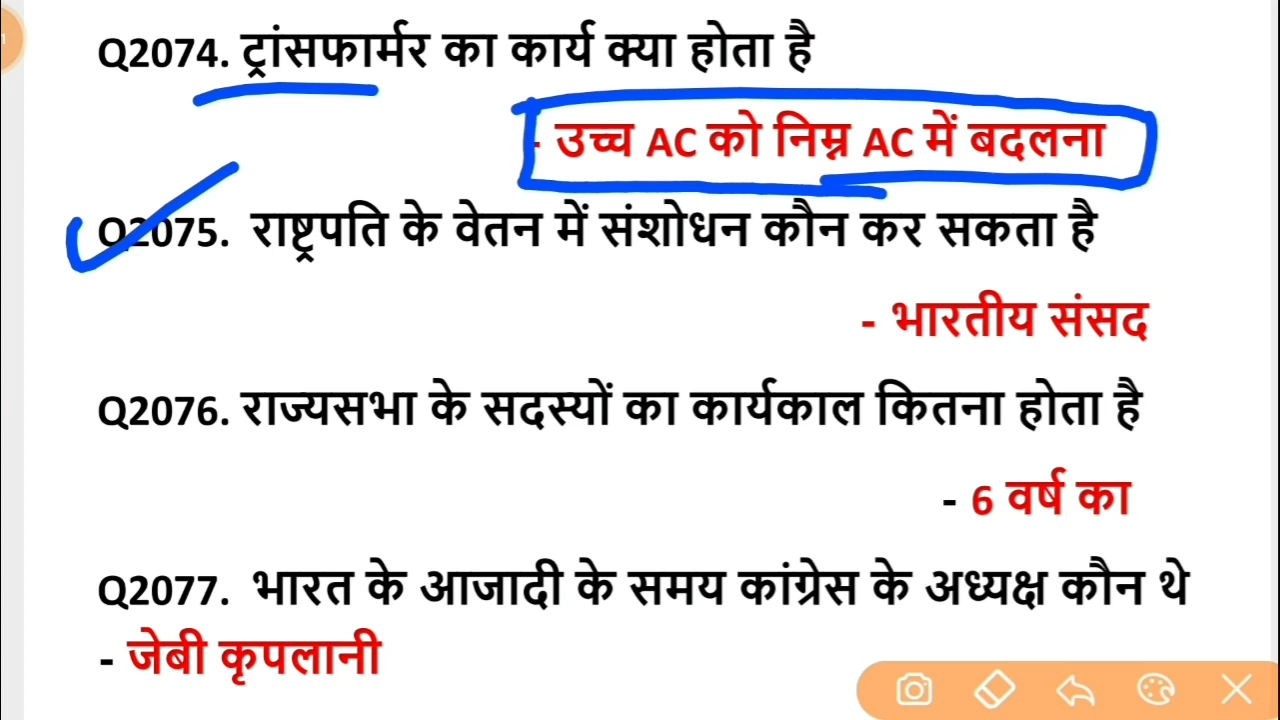 Q2074. ट्रांसफार्मर का कार्य क्या होता है
- उच्च AC को निम्न AC में बदलना
Q2075. राष्ट्रपति के वेतन में संशोधन कौन कर सकता है
- भारतीय संसद
Q2076. राज्यसभा के सदस्यों का कार्यकाल कितना होता है
- 6 वर्ष का
Q2077. भारत के आजादी के समय कांग्रेस के अध्यक्ष कौन थे
- जेबी कृपलानी